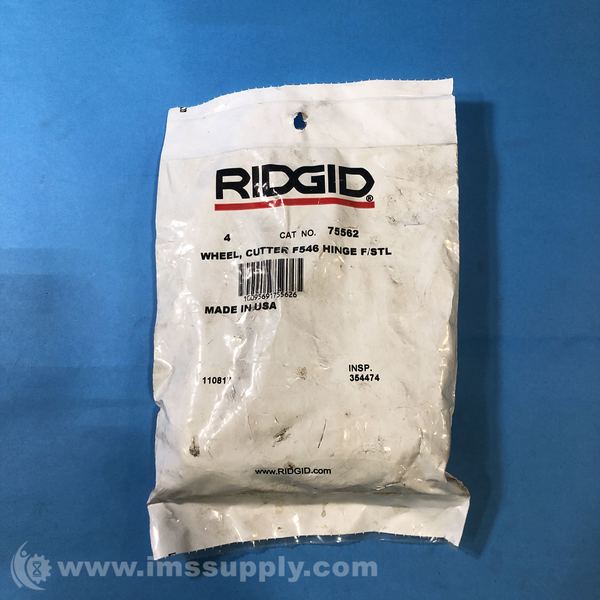 RIDGID®
4 CAT NO. 75562
WHEEL, CUTTER F546 HINGE F/STL
10095691755626
MADE IN USA
INSP.
354474
www.RIDGID.com
www.imssupply.com